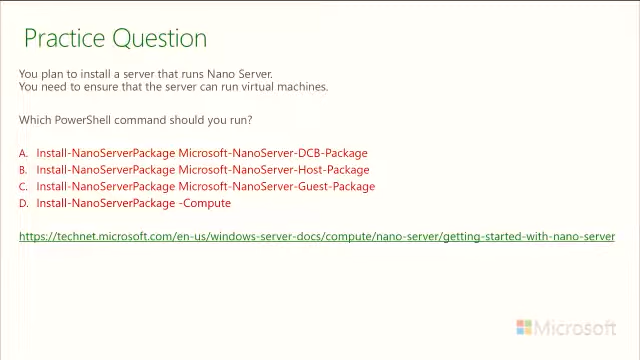 Practice Question
You plan to install a server that runs Nano Server.
You need to ensure that the server can run virtual machines.
Which PowerShell command should you run?
A. Install-NanoServerPackage Microsoft-NanoServer-DCB-Package
B. Install-NanoServerPackage Microsoft-NanoServer-Host-Package
C. Install-NanoServerPackage Microsoft-NanoServer-Guest-Package
D. Install-NanoServerPackage -Compute
https://technet.microsoft.com/en-us/windows-server-docs/compute/nano-server/getting-started-with-nano-server
Microsoft